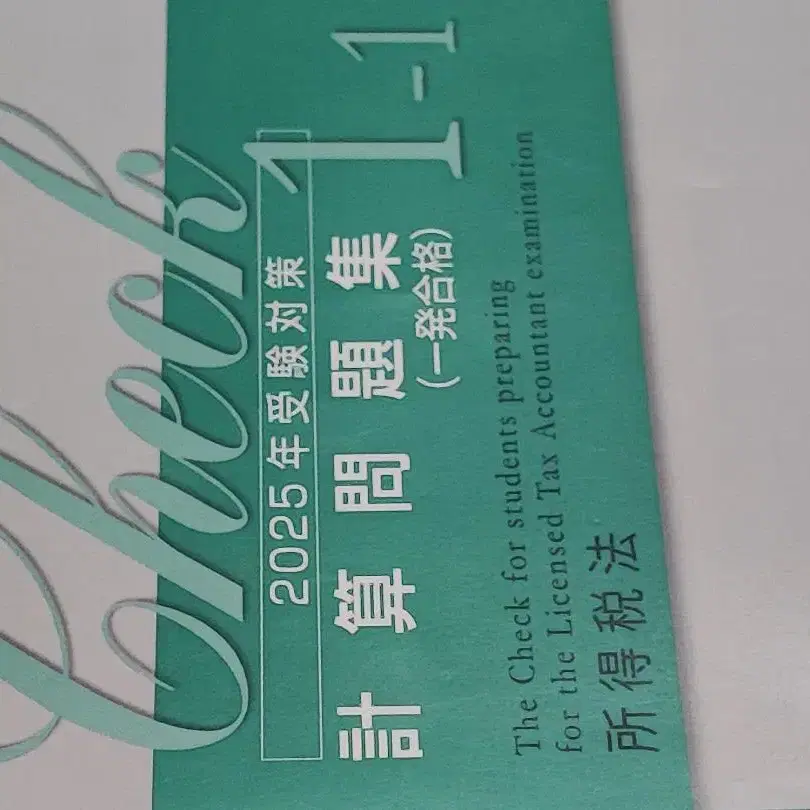 Check
2025年受験対策
計算問題集 1-1
(一発合格)
The Check for students preparing
for the Licensed Tax Accountant examination
所得税法